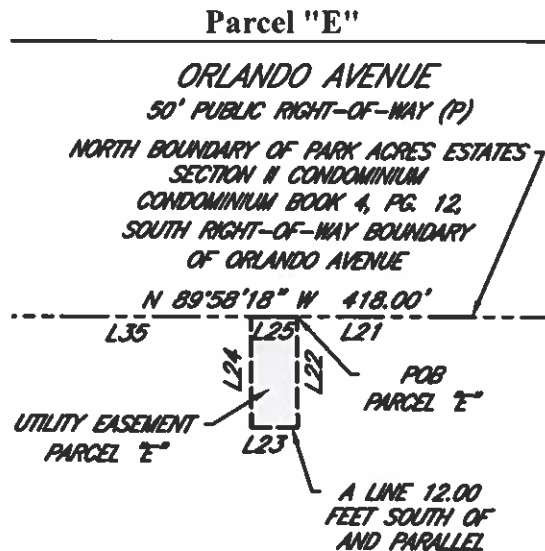 Parcel "E"
ORLANDO AVENUE
50' PUBLIC RIGHT-OF-WAY (P)
NORTH BOUNDARY OF PARK ACRES ESTATES
SECTION II CONDOMINIUM
CONDOMINIUM BOOK 4, PG. 12,
SOUTH RIGHT-OF-WAY BOUNDARY
OF ORLANDO AVENUE
N 89°58'18" W 418.00'
L35 L25 L21
L24 L22
POB
PARCEL "E"
UTILITY EASEMENT
PARCEL "E"
L23
A LINE 12.00
FEET SOUTH OF
AND PARALLEL